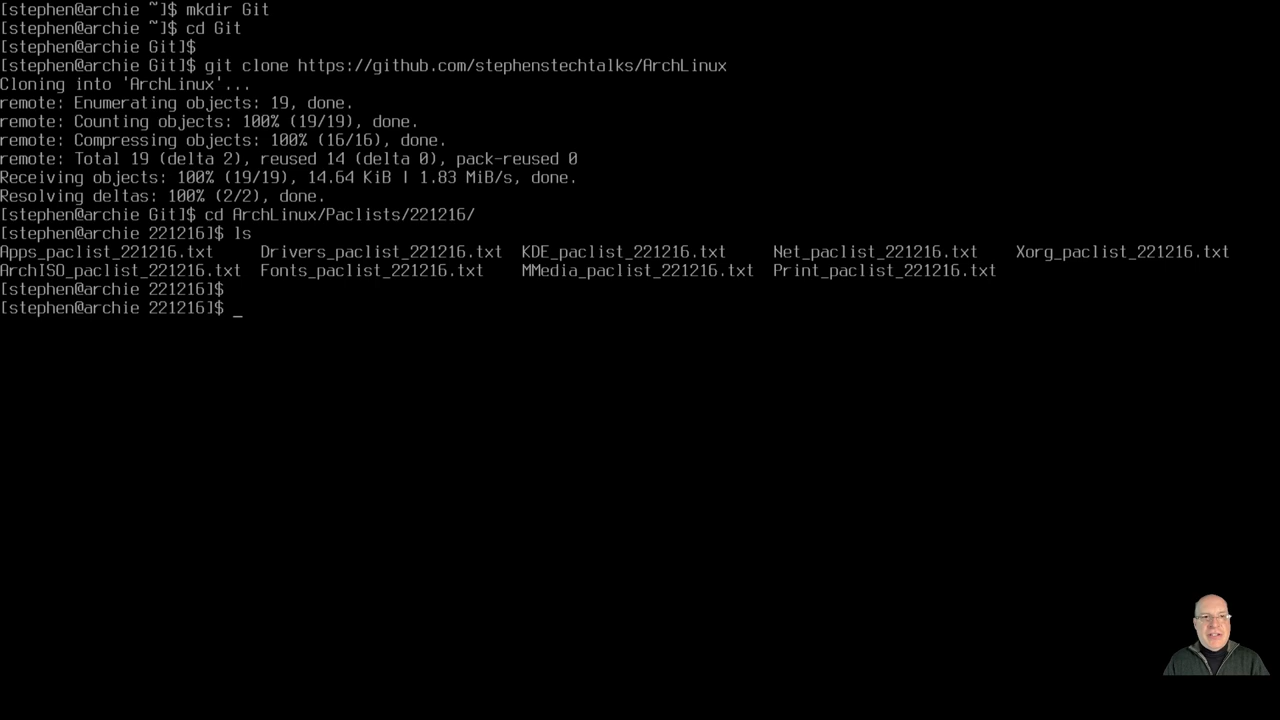 [stephen@archie ~]$ mkdir Git
[stephen@archie ~]$ cd Git
[stephen@archie Git]$
[stephen@archie Git]$ git clone https://github.com/stephenstechtalks/ArchLinux
Cloning into 'ArchLinux'...
remote: Enumerating objects: 19, done.
remote: Counting objects: 100% (19/19), done.
remote: Compressing objects: 100% (16/16), done.
remote: Total 19 (delta 2), reused 14 (delta 0), pack-reused 0
Receiving objects: 100% (19/19), 14.64 KiB | 1.83 MiB/s, done.
Resolving deltas: 100% (2/2), done.
[stephen@archie Git]$ cd ArchLinux/Paclists/221216/
[stephen@archie 221216]$ ls
Apps_paclist_221216.txt     Drivers_paclist_221216.txt  KDE_paclist_221216.txt     Net_paclist_221216.txt    Xorg_paclist_221216.txt
ArchISO_paclist_221216.txt  Fonts_paclist_221216.txt    MMedia_paclist_221216.txt  Print_paclist_221216.txt
[stephen@archie 221216]$
[stephen@archie 221216]$ _